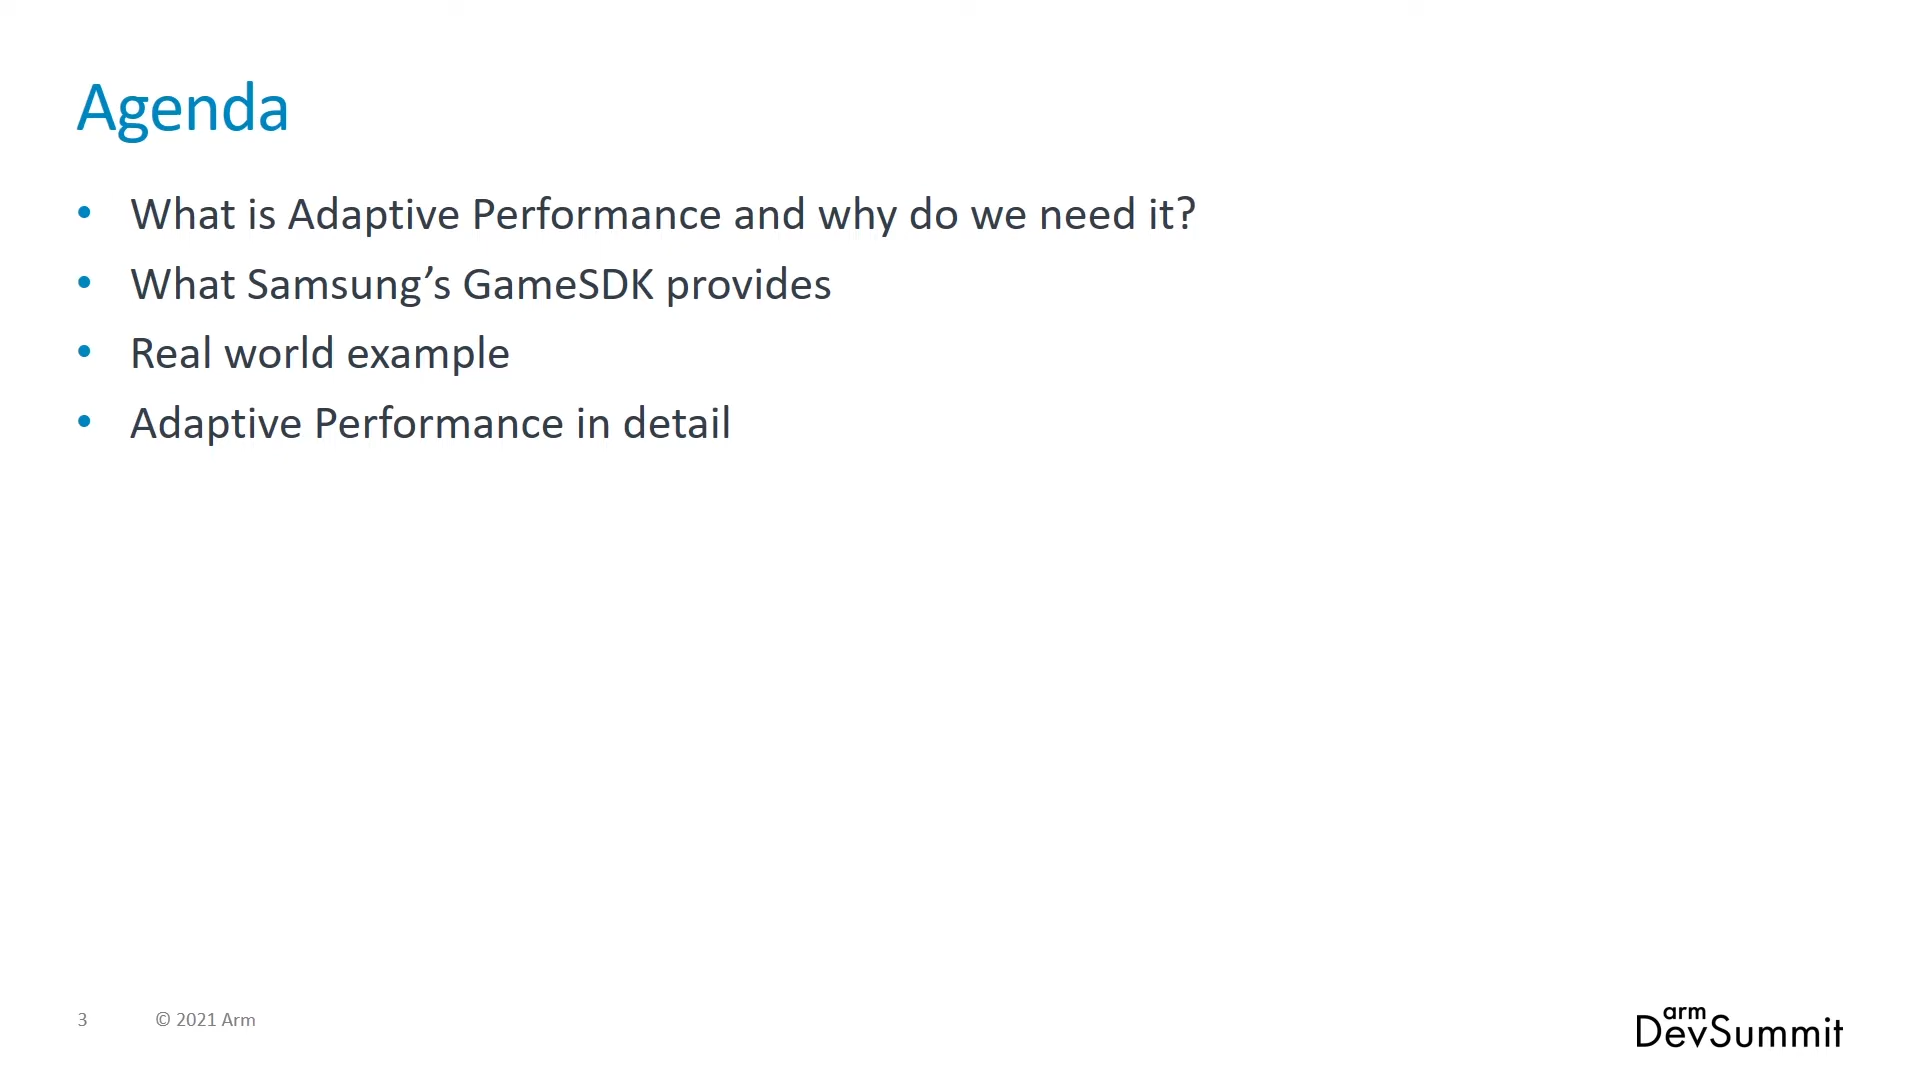 Agenda
• What is Adaptive Performance and why do we need it?
• What Samsung’s GameSDK provides
• Real world example
• Adaptive Performance in detail
3 © 2021 Arm
arm
DevSummit